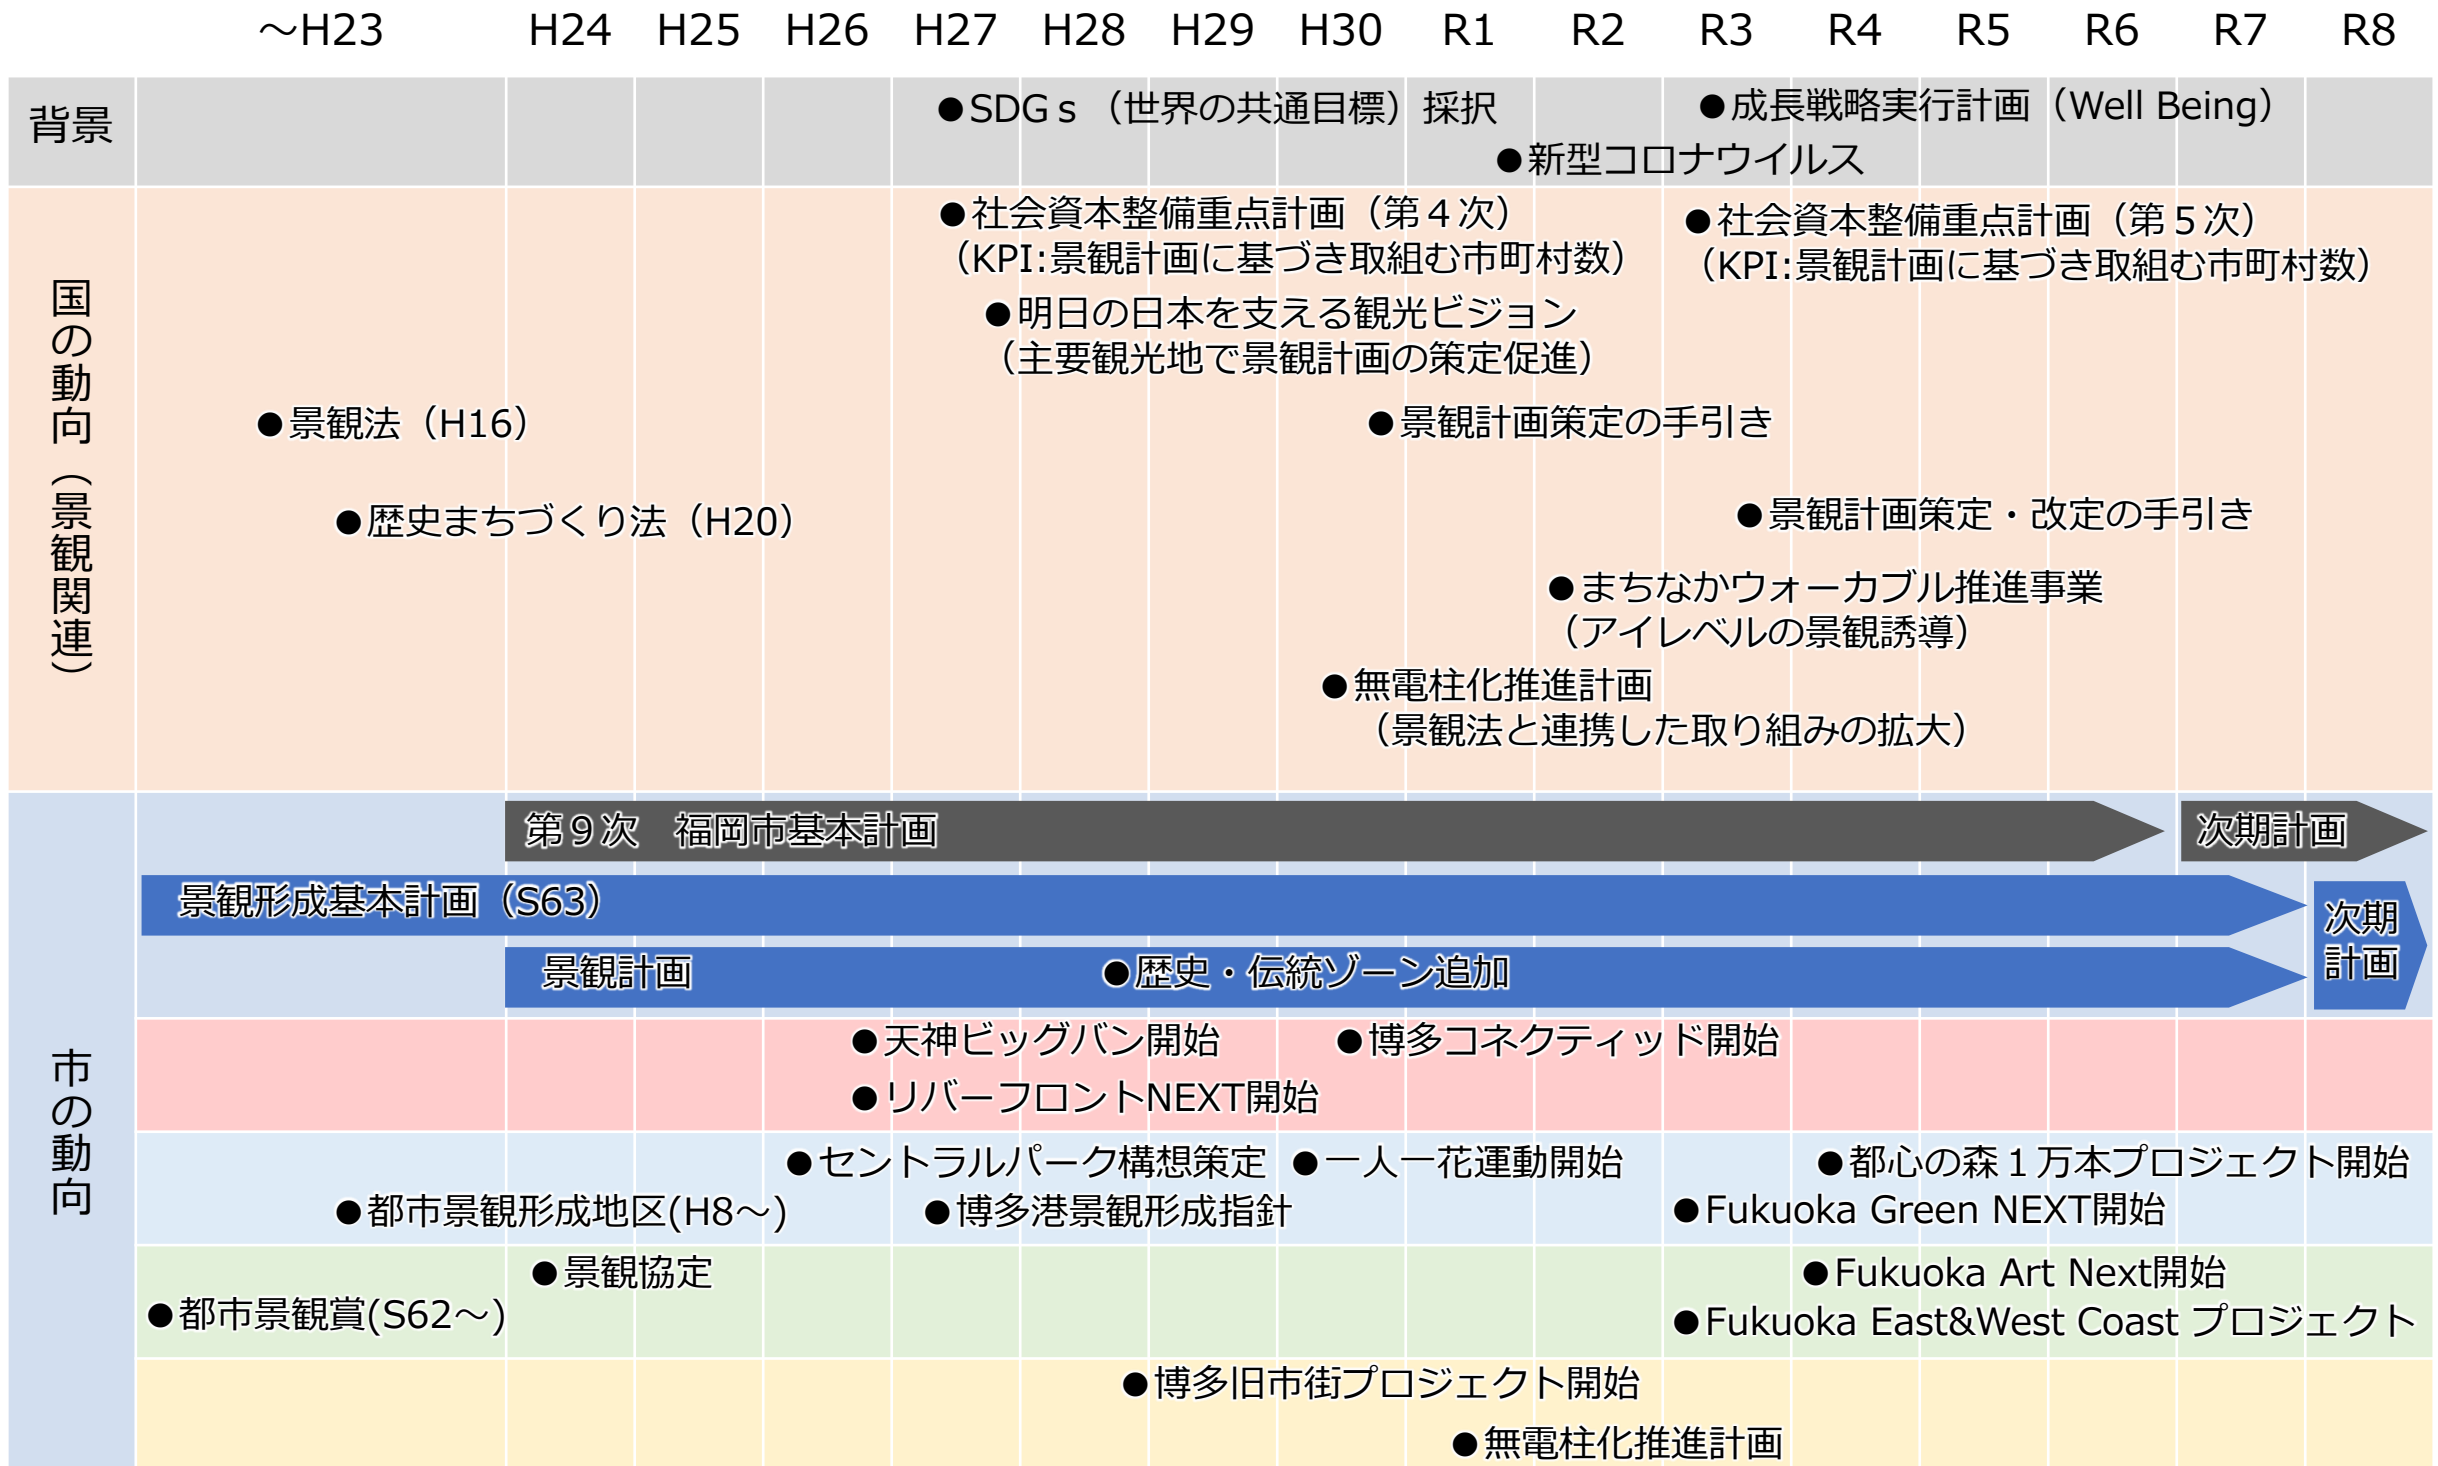 ～H23 H24 H25 H26 H27 H28 H29 H30 R1 R2 R3 R4 R5 R6 R7 R8
背景
●SDGｓ（世界の共通目標）採択
●成長戦略実行計画（Well Being）
●新型コロナウイルス
国の動向（景観関連）
●社会資本整備重点計画（第４次）
（KPI:景観計画に基づき取組む市町村数）
●社会資本整備重点計画（第５次）
（KPI:景観計画に基づき取組む市町村数）
●明日の日本を支える観光ビジョン
（主要観光地で景観計画の策定促進）
●景観法（H16）
●景観計画策定の手引き
●歴史まちづくり法（H20）
●景観計画策定・改定の手引き
●まちなかウォーカブル推進事業
（アイレベルの景観誘導）
●無電柱化推進計画
（景観法と連携した取り組みの拡大）
市の動向
第９次　福岡市基本計画
次期計画
景観形成基本計画（S63）
次期
計画
景観計画
●歴史・伝統ゾーン追加
●天神ビッグバン開始
●博多コネクティッド開始
●リバーフロントNEXT開始
●セントラルパーク構想策定
●一人一花運動開始
●都心の森１万本プロジェクト開始
●都市景観形成地区(H8～)
●博多港景観形成指針
●Fukuoka Green NEXT開始
●景観協定
●Fukuoka Art Next開始
●都市景観賞(S62～)
●Fukuoka East&West Coast プロジェクト
●博多旧市街プロジェクト開始
●無電柱化推進計画